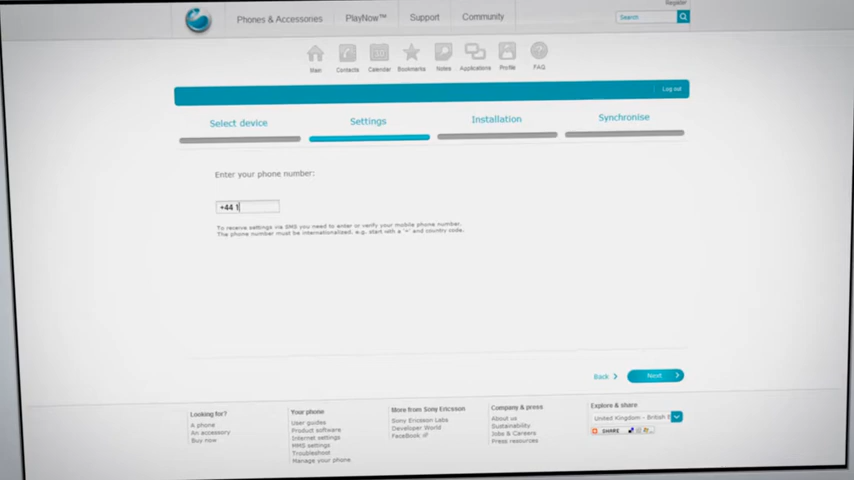 Register
Phones & Accessories PlayNow™ Support Community
Search
Main Contacts Calendar Bookmarks Notes Applications Profile FAQ
Log out
Select device Settings Installation Synchronise
Enter your phone number:
+44 1
To receive settings via SMS you need to enter or verify your mobile phone number.
The phone number must be internationalized, e.g. start with a '+' and country code.
Back Next
Looking for?
A phone
An accessory
Buy now
Your phone
User guides
Product software
Internet settings
MMS settings
Troubleshoot
Manage your phone
More from Sony Ericsson
Sony Ericsson Labs
Developer World
FaceBook
Company & press
About us
Sustainability
Jobs & Careers
Press resources
Explore & share
United Kingdom - British E
SHARE